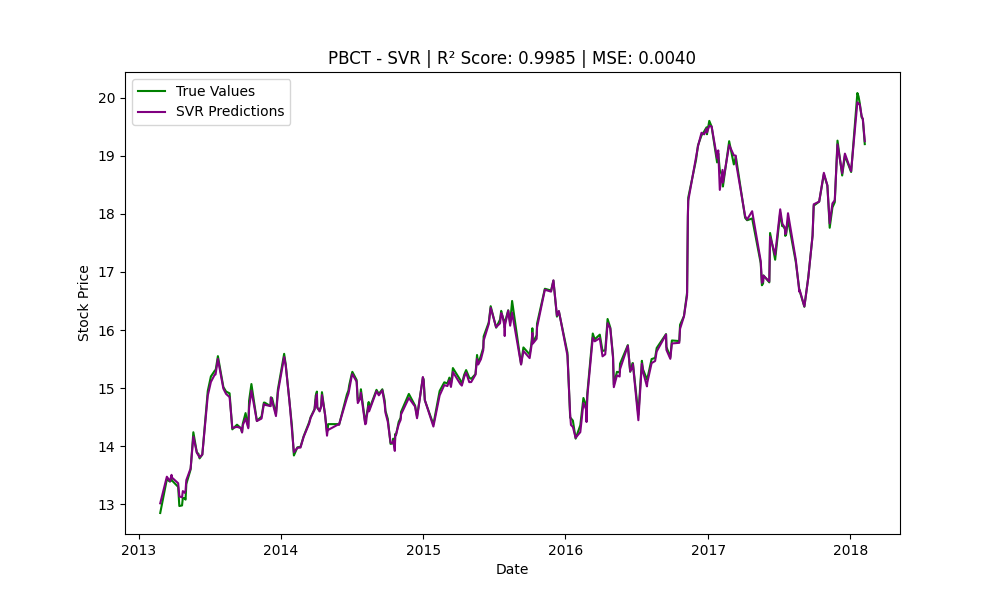 PBCT - SVR | R² Score: 0.9985 | MSE: 0.0040
True Values
SVR Predictions
20
19
18
17
16
15
14
13
Stock Price
2013
2014
2015
2016
2017
2018
Date